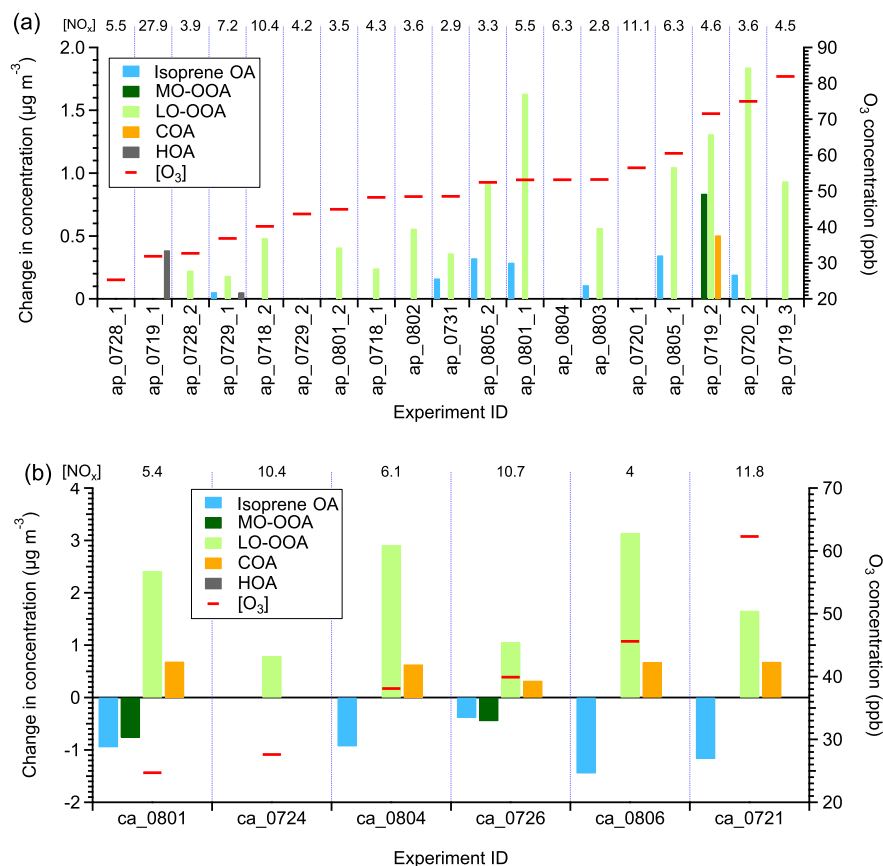 (a)
[NOx] 5.5 27.9 3.9 7.2 10.4 4.2 3.5 4.3 3.6 2.9 3.3 5.5 6.3 2.8 11.1 6.3 4.6 3.6 4.5
2.0 1.5 1.0 0.5 0
Change in concentration (µg m-3)
Isoprene OA
MO-OOA
LO-OOA
COA
HOA
[O3]
90 80 70 60 50 40 30 20
O3 concentration
(ppb)
ap_0728_1 ap_0719_1 ap_0728_2 ap_0729_1 ap_0718_2 ap_0729_2 ap_0801_2 ap_0718_1 ap_0802 ap_0731 ap_0805_2 ap_0801_1 ap_0804 ap_0803 ap_0720_1 ap_0805_1 ap_0719_2 ap_0720_2 ap_0719_3
Experiment ID
(b)
[NOx] 5.4 10.4 6.1 10.7 4 11.8
4 3 2 1 0 -1 -2
Change in concentration (µg m-3)
Isoprene OA
MO-OOA
LO-OOA
COA
HOA
[O3]
70 60 50 40 30 20
O3 concentration
(ppb)
ca_0801 ca_0724 ca_0804 ca_0726 ca_0806 ca_0721
Experiment ID